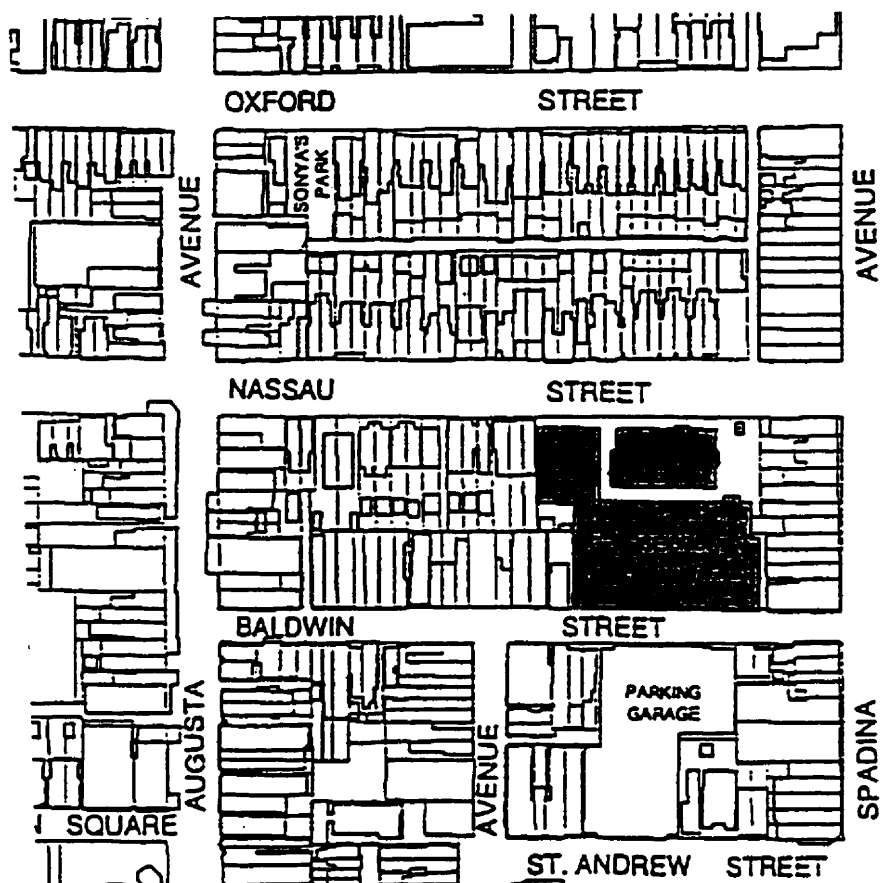 OXFORD STREET
SONYA'S
PARK
AVENUE
AVENUE
NASSAU STREET
BALDWIN STREET
PARKING
GARAGE
AUGUSTA
AVENUE
SPADINA
SQUARE
ST. ANDREW STREET